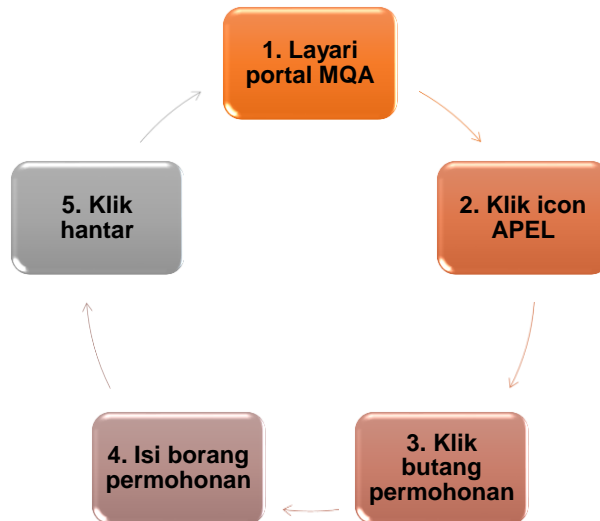 1. Layari
portal MQA
2. Klik icon
APEL
3. Klik
butang
permohonan
4. Isi borang
permohonan
5. Klik
hantar